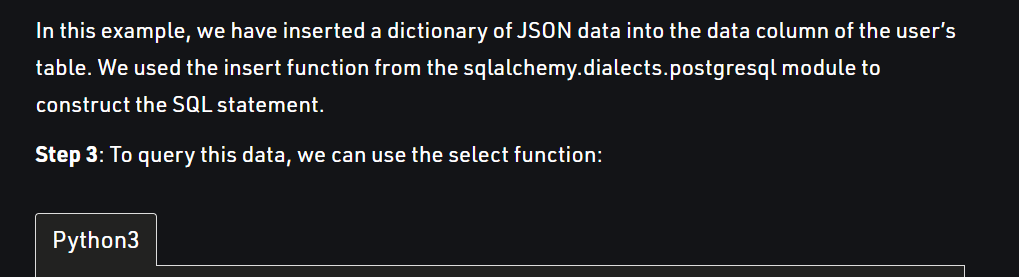 In this example, we have inserted a dictionary of JSON data into the data column of the user’s
table. We used the insert function from the sqlalchemy.dialects.postgresql module to
construct the SQL statement.
Step 3: To query this data, we can use the select function:
Python3